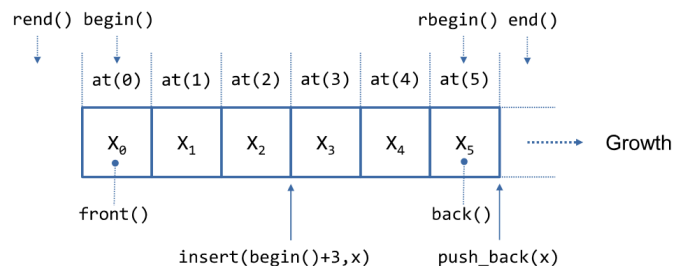 rend() begin() rbegin() end()
at(0) at(1) at(2) at(3) at(4) at(5)
X₀ X₁ X₂ X₃ X₄ X₅ Growth
front() back()
insert(begin()+3,x) push_back(x)